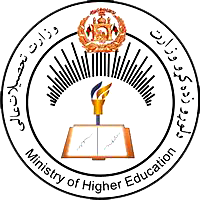 وزارت تحصیلات عالی
د لوړو زده کړو وزارت
Ministry of Higher Education